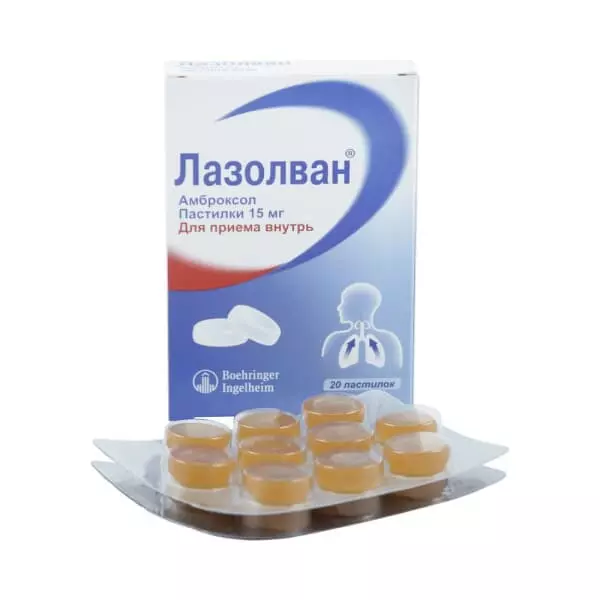 Лазолван®
Амброксол
Пастилки 15 мг
Для приема внутрь
Boehringer
Ingelheim
20 пастилок